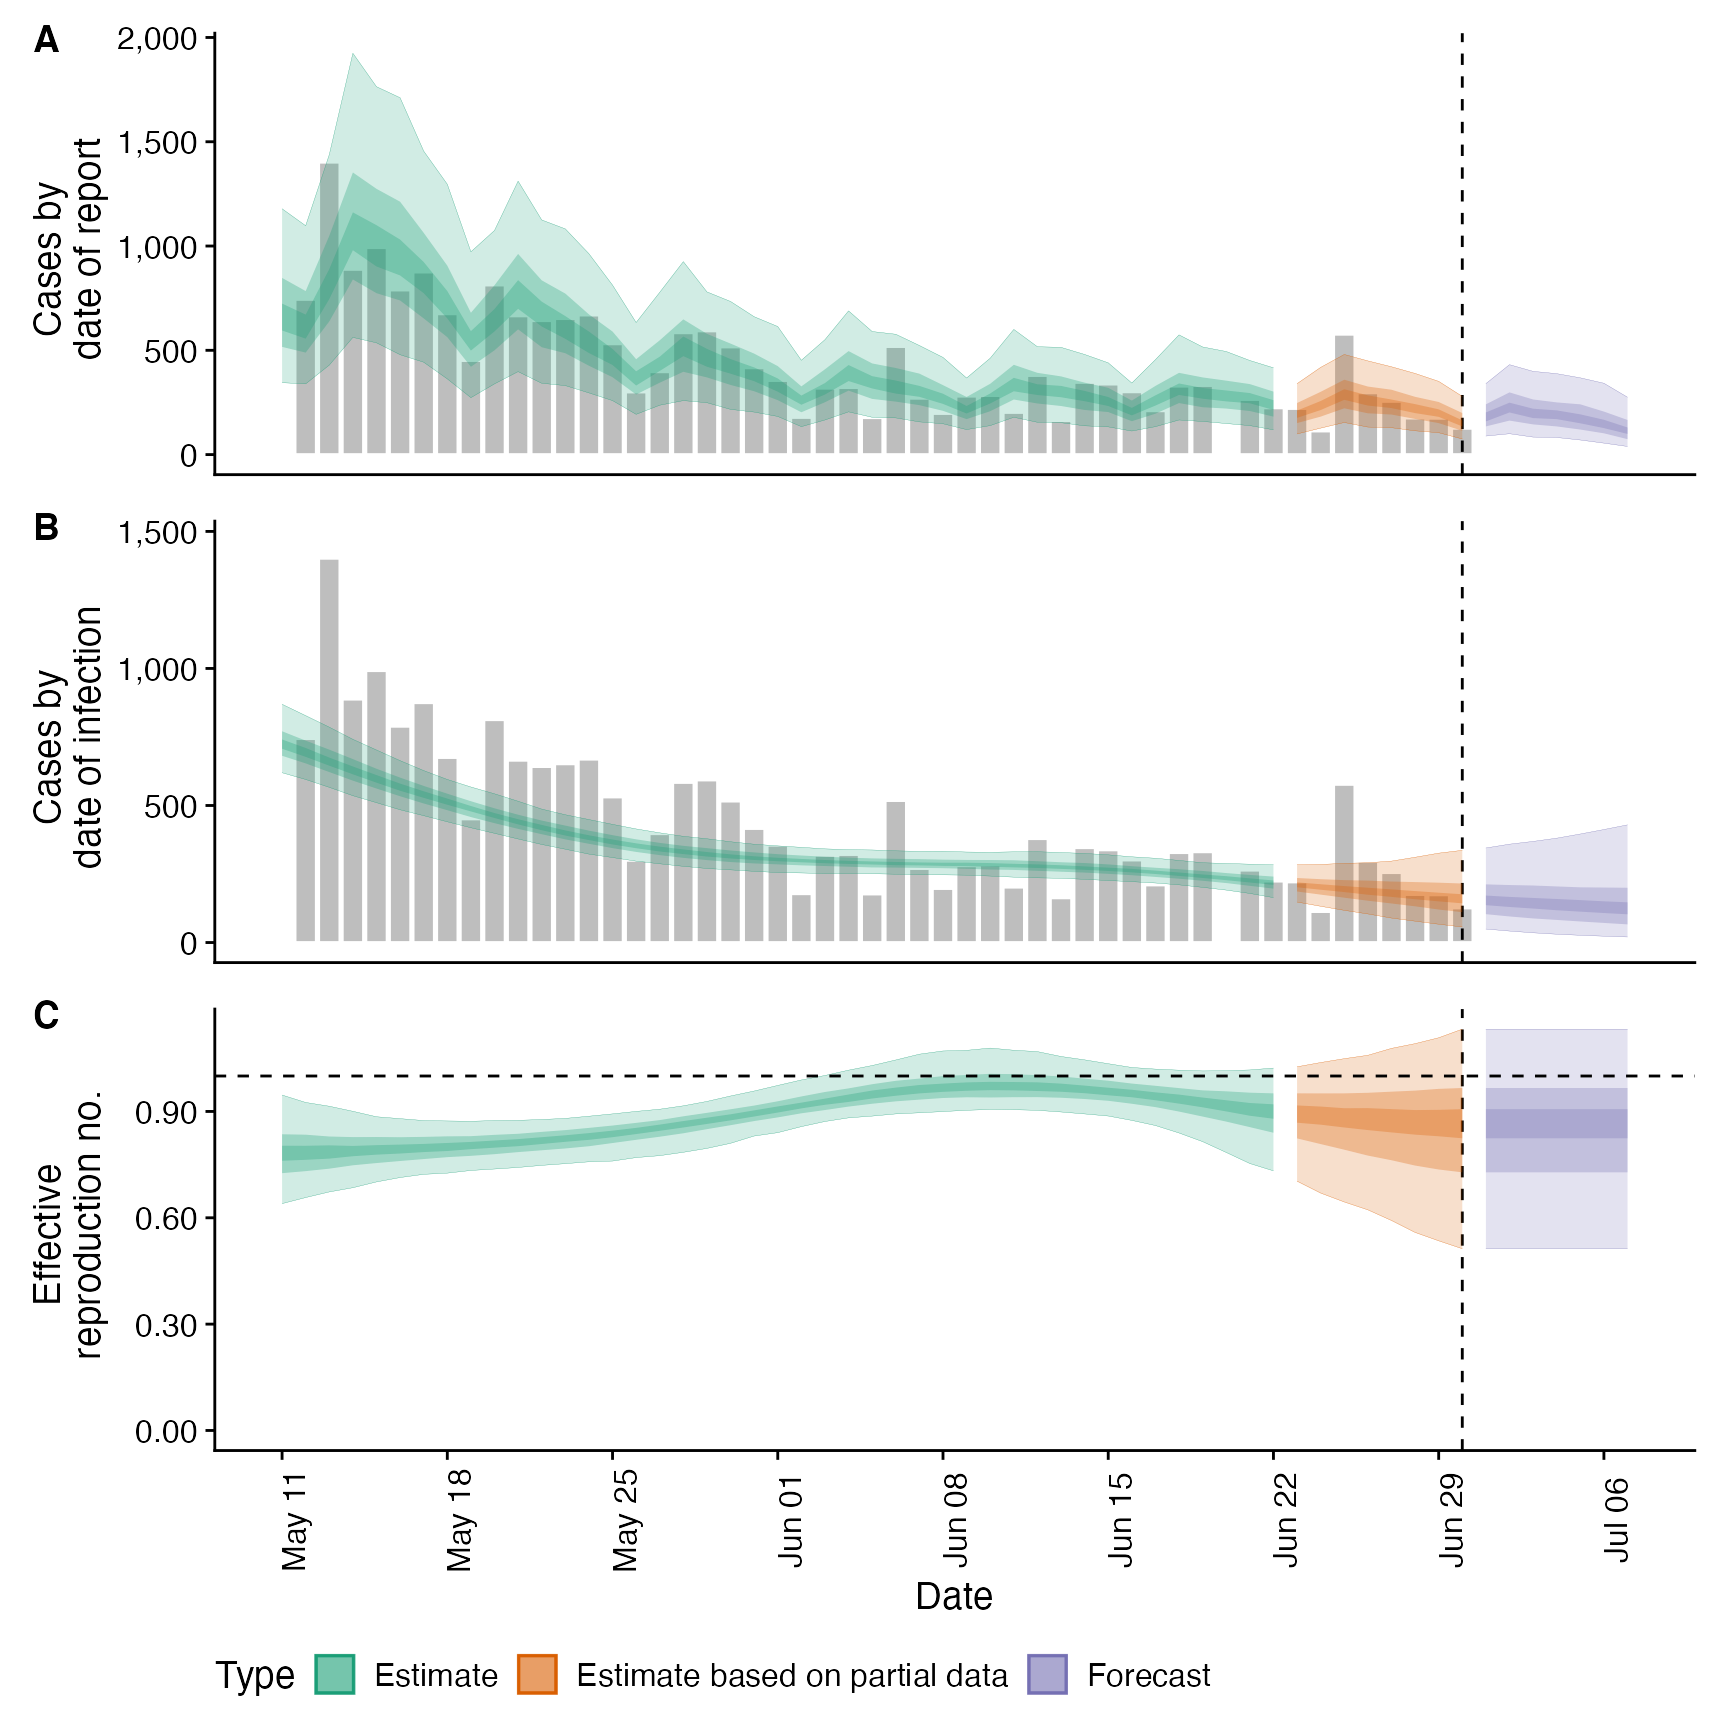 A
Cases by
date of report
2,000
1,500
1,000
500
0
B
Cases by
date of infection
1,500
1,000
500
0
C
Effective
reproduction no.
0.90
0.60
0.30
0.00
May 11
May 18
May 25
Jun 01
Jun 08
Jun 15
Jun 22
Jun 29
Jul 06
Date
Type Estimate Estimate based on partial data Forecast